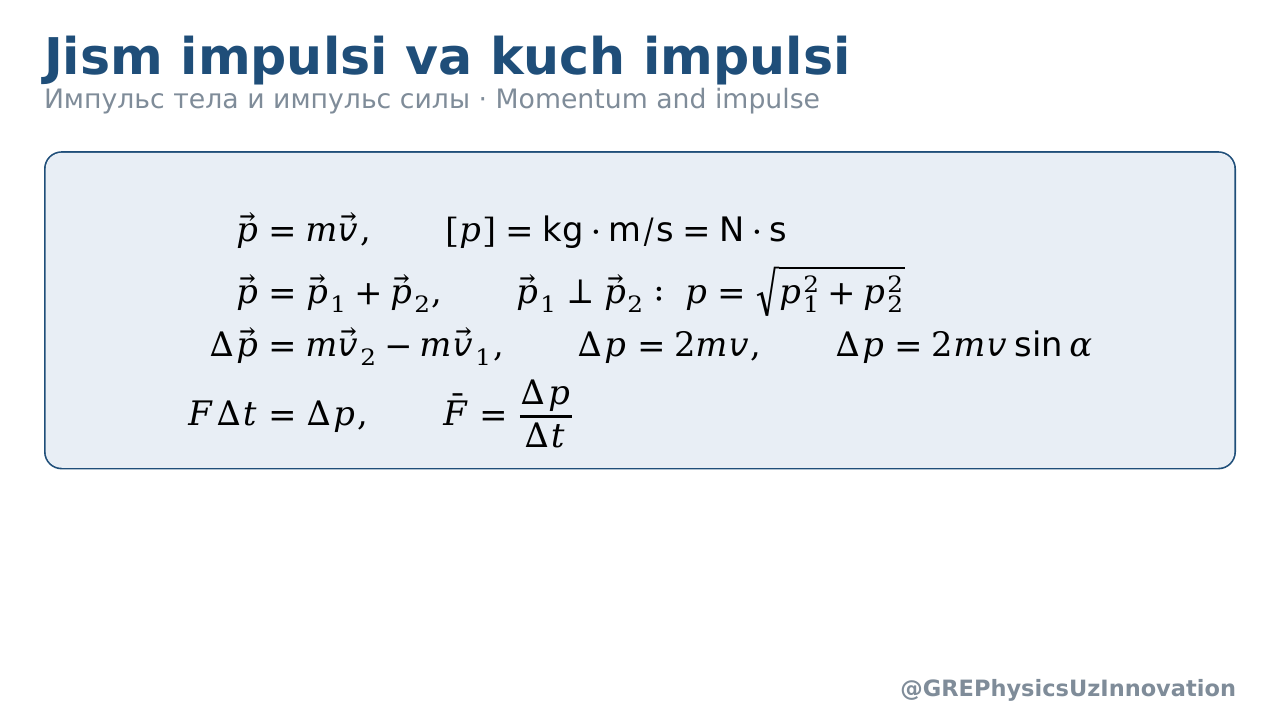 Jism impulsi va kuch impulsi
Импульс тела и импульс силы · Momentum and impulse
p⃗ = mv⃗, [p] = kg · m/s = N · s
p⃗ = p⃗₁ + p⃗₂, p⃗₁ ⊥ p⃗₂ : p = √(p₁² + p₂²)
Δp⃗ = mv⃗₂ − mv⃗₁, Δp = 2mv, Δp = 2mv sin α
FΔt = Δp, F̄ = Δp/Δt
@GREPhysicsUzInnovation